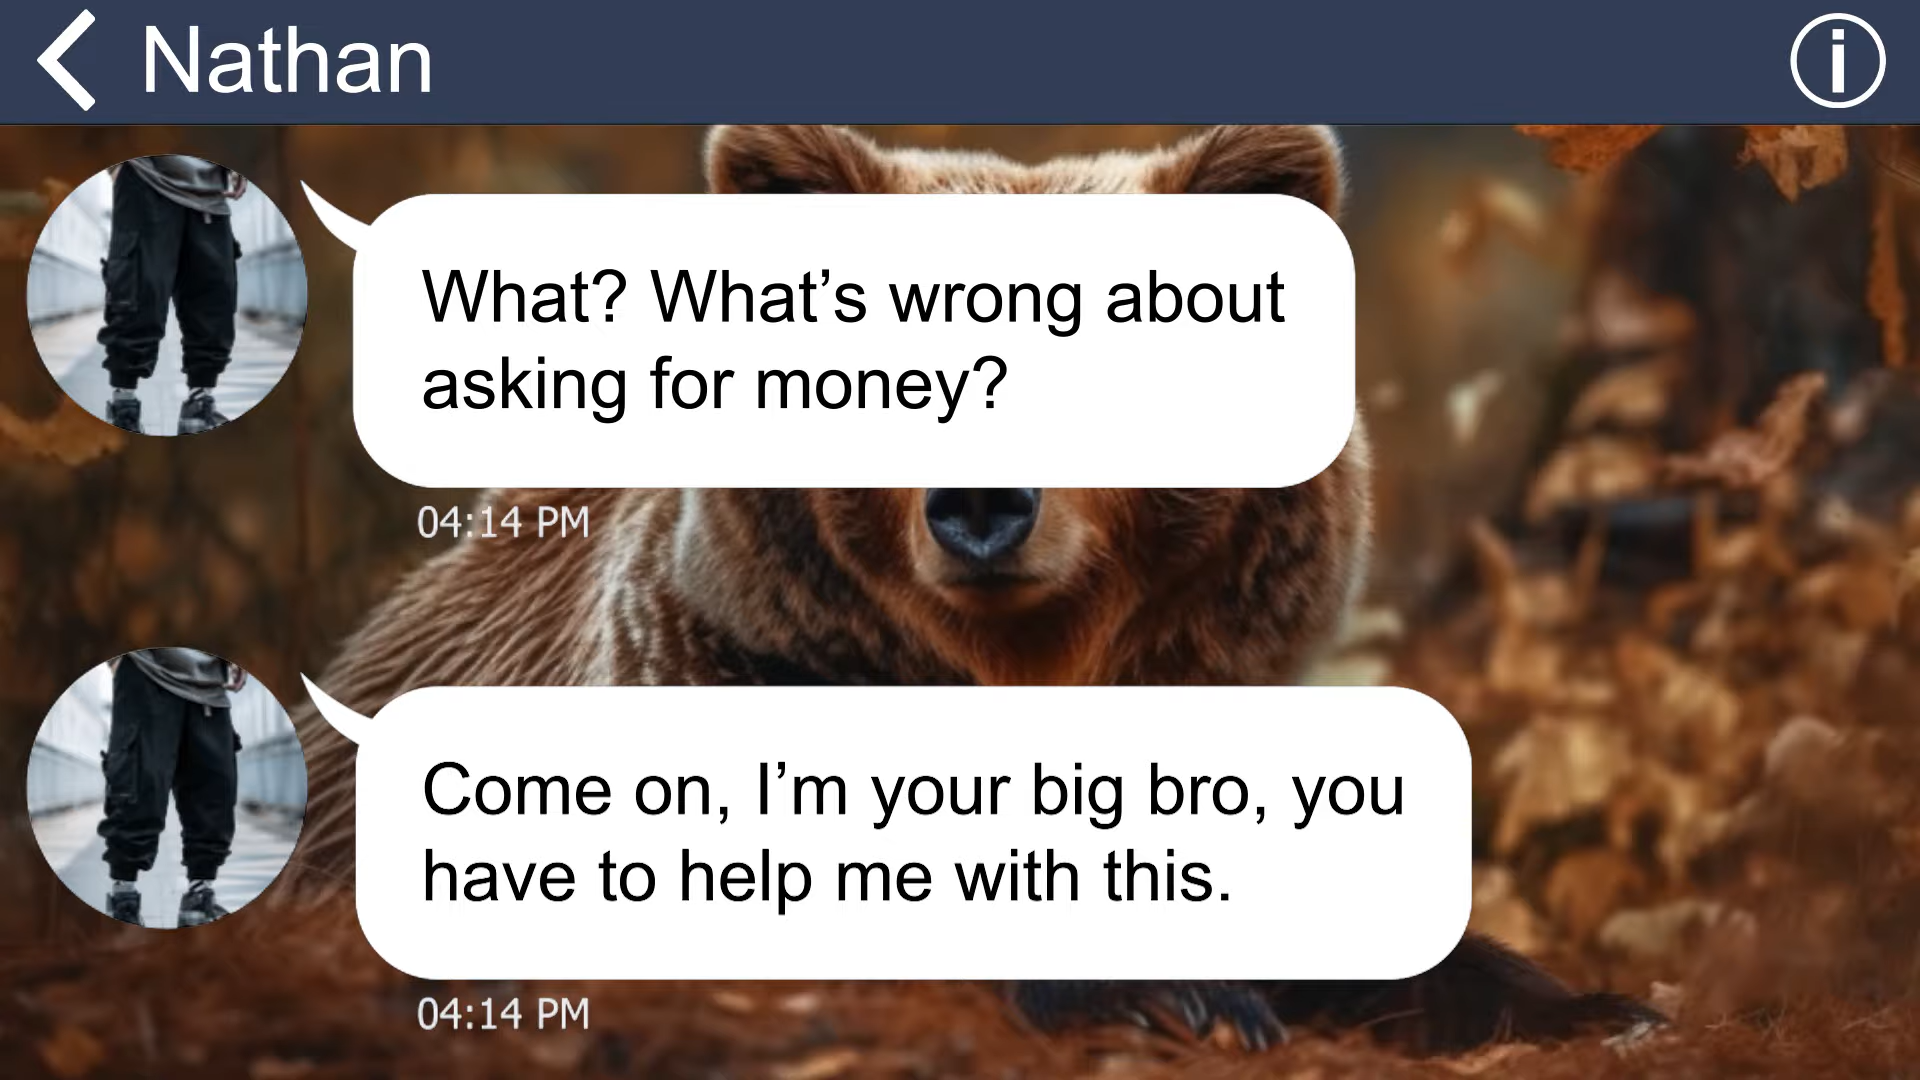 Nathan
What? What’s wrong about
asking for money?
04:14 PM
Come on, I’m your big bro, you
have to help me with this.
04:14 PM